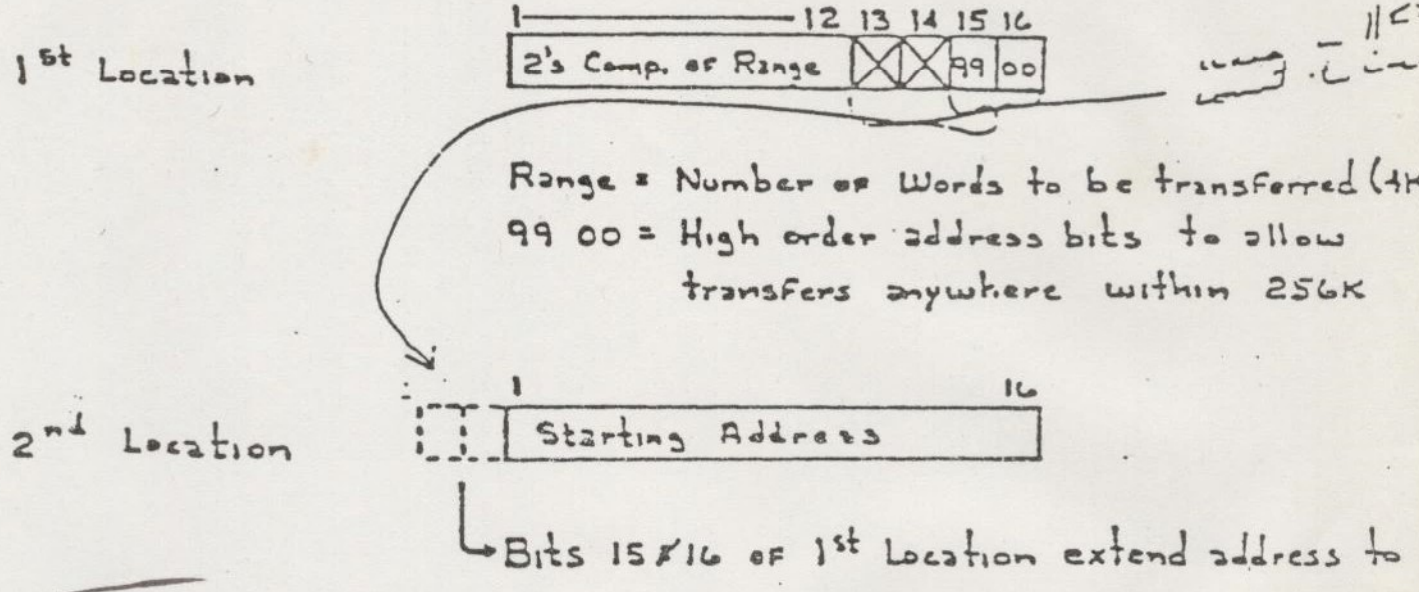 1 12 13 14 15 16
1st Location 2's Comp. of Range 99 00
Range = Number of Words to be transferred (4K
99 00 = High order address bits to allow
transfers anywhere within 256K
1 16
2nd Location Starting Address
Bits 15 & 16 of 1st Location extend address to